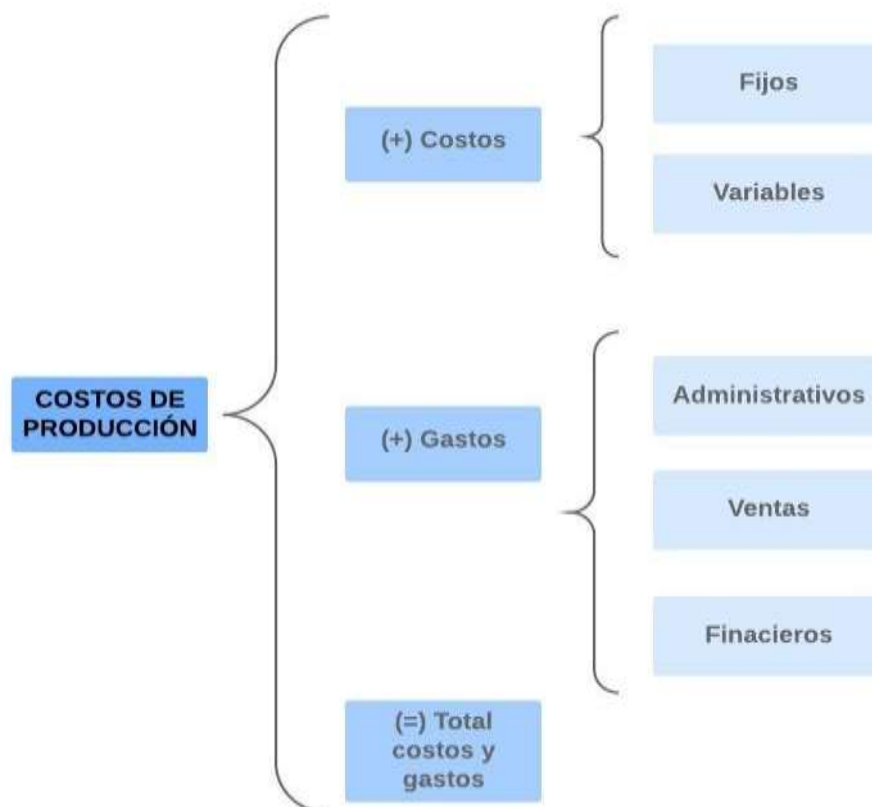 COSTOS DE
PRODUCCIÓN
(+) Costos
Fijos
Variables
(+) Gastos
Administrativos
Ventas
Finacieros
(=) Total
costos y
gastos